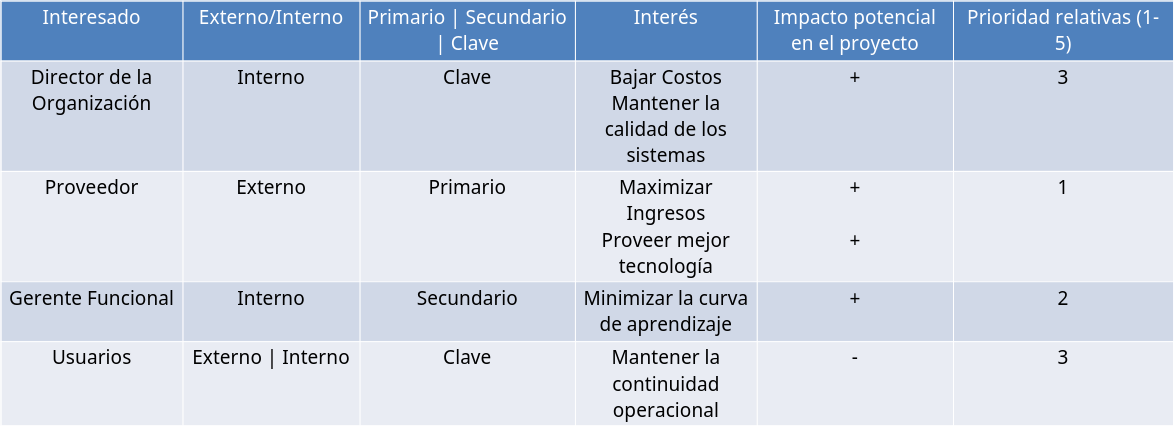 Interesado
Externo/Interno
Primario | Secundario
| Clave
Interés
Impacto potencial
en el proyecto
Prioridad relativas (1-
5)
Director de la
Organización
Interno
Clave
Bajar Costos
Mantener la
calidad de los
sistemas
+
3
Proveedor
Externo
Primario
Maximizar
Ingresos
Proveer mejor
tecnología
+
+
1
Gerente Funcional
Interno
Secundario
Minimizar la curva
de aprendizaje
+
2
Usuarios
Externo | Interno
Clave
Mantener la
continuidad
operacional
-
3